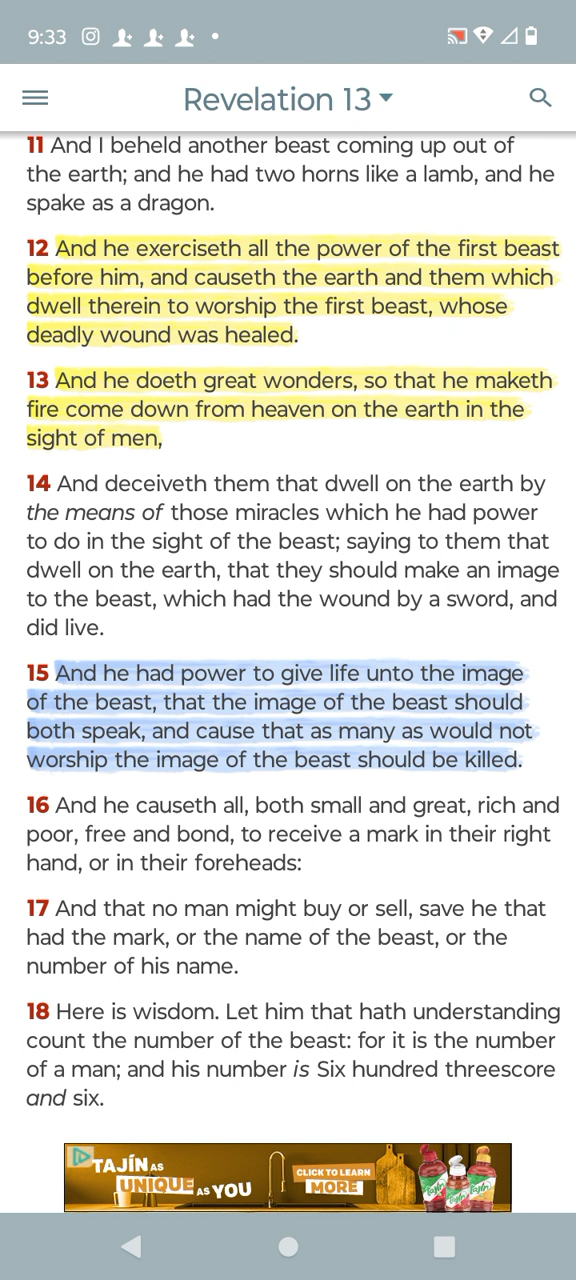 9:33
Revelation 13
11 And I beheld another beast coming up out of
the earth; and he had two horns like a lamb, and he
spake as a dragon.
12 And he exerciseth all the power of the first beast
before him, and causeth the earth and them which
dwell therein to worship the first beast, whose
deadly wound was healed.
13 And he doeth great wonders, so that he maketh
fire come down from heaven on the earth in the
sight of men,
14 And deceiveth them that dwell on the earth by
the means of those miracles which he had power
to do in the sight of the beast; saying to them that
dwell on the earth, that they should make an image
to the beast, which had the wound by a sword, and
did live.
15 And he had power to give life unto the image
of the beast, that the image of the beast should
both speak, and cause that as many as would not
worship the image of the beast should be killed.
16 And he causeth all, both small and great, rich and
poor, free and bond, to receive a mark in their right
hand, or in their foreheads:
17 And that no man might buy or sell, save he that
had the mark, or the name of the beast, or the
number of his name.
18 Here is wisdom. Let him that hath understanding
count the number of the beast: for it is the number
of a man; and his number is Six hundred threescore
and six.
TAJÍN AS
UNIQUE AS YOU
CLICK TO LEARN
MORE
Tajín
Tajín
Tajín